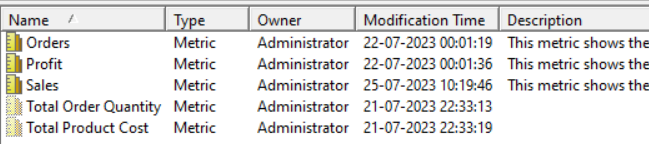 Name Type Owner Modification Time Description
Orders Metric Administrator 22-07-2023 00:01:19 This metric shows the
Profit Metric Administrator 22-07-2023 00:01:36 This metric shows the
Sales Metric Administrator 25-07-2023 10:19:46 This metric shows the
Total Order Quantity Metric Administrator 21-07-2023 22:33:13
Total Product Cost Metric Administrator 21-07-2023 22:33:19